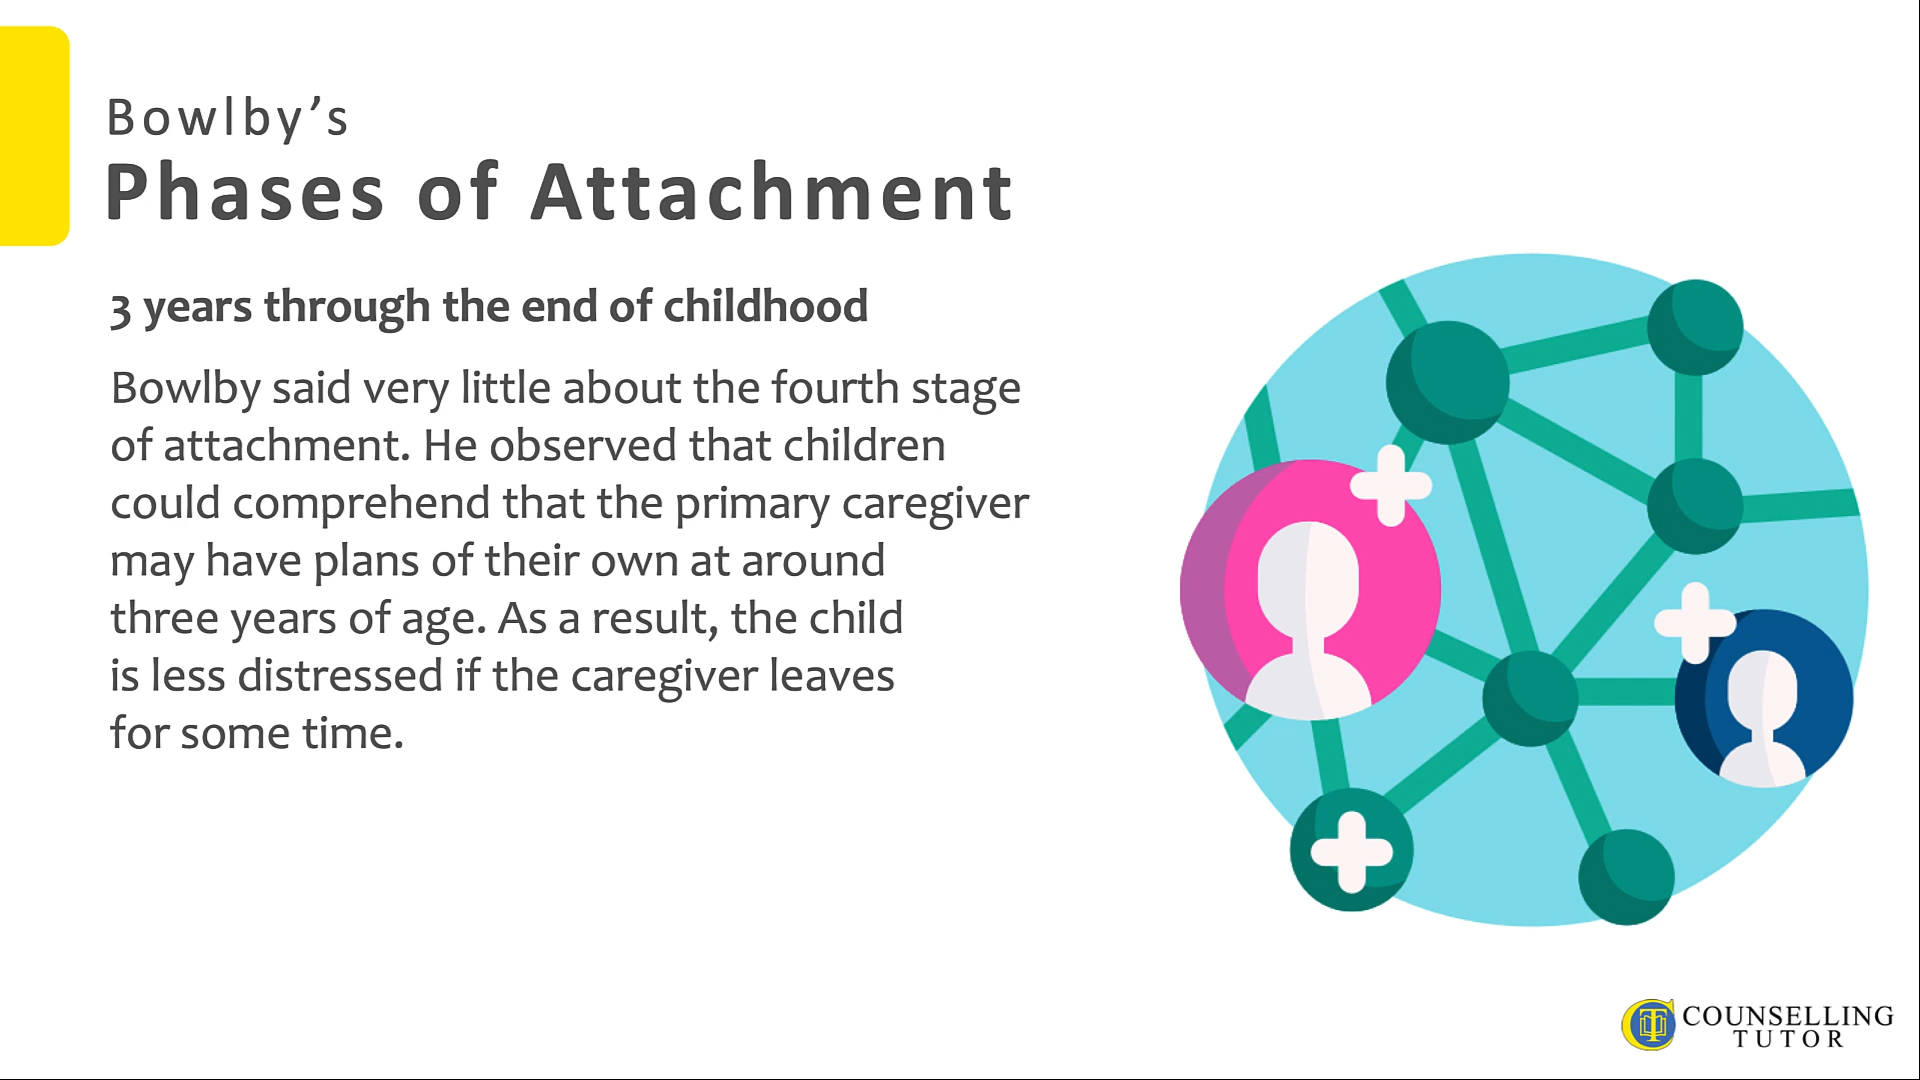 Bowlby’s
Phases of Attachment
3 years through the end of childhood
Bowlby said very little about the fourth stage
of attachment. He observed that children
could comprehend that the primary caregiver
may have plans of their own at around
three years of age. As a result, the child
is less distressed if the caregiver leaves
for some time.
COUNSELLING
TUTOR